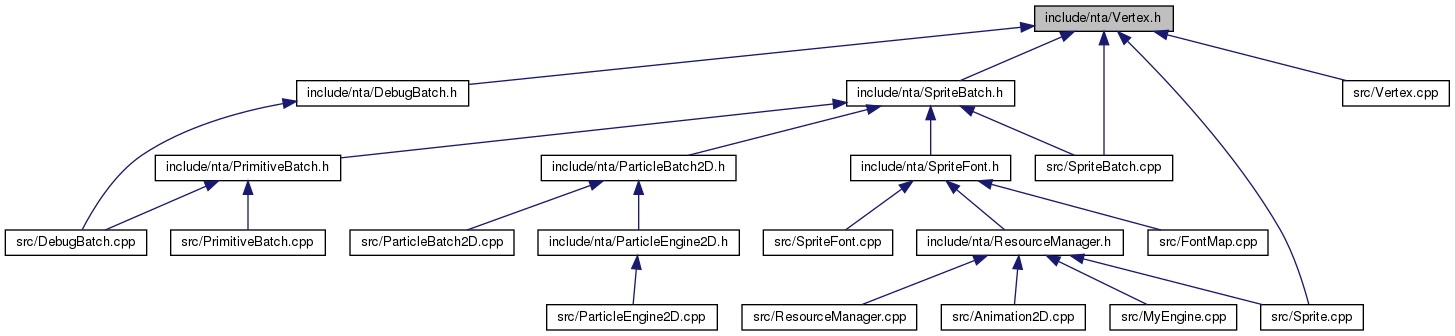 include/nta/Vertex.h
include/nta/DebugBatch.h
include/nta/SpriteBatch.h
src/Vertex.cpp
include/nta/PrimitiveBatch.h
include/nta/ParticleBatch2D.h
include/nta/SpriteFont.h
src/SpriteBatch.cpp
src/DebugBatch.cpp
src/PrimitiveBatch.cpp
src/ParticleBatch2D.cpp
include/nta/ParticleEngine2D.h
src/SpriteFont.cpp
include/nta/ResourceManager.h
src/FontMap.cpp
src/ParticleEngine2D.cpp
src/ResourceManager.cpp
src/Animation2D.cpp
src/MyEngine.cpp
src/Sprite.cpp